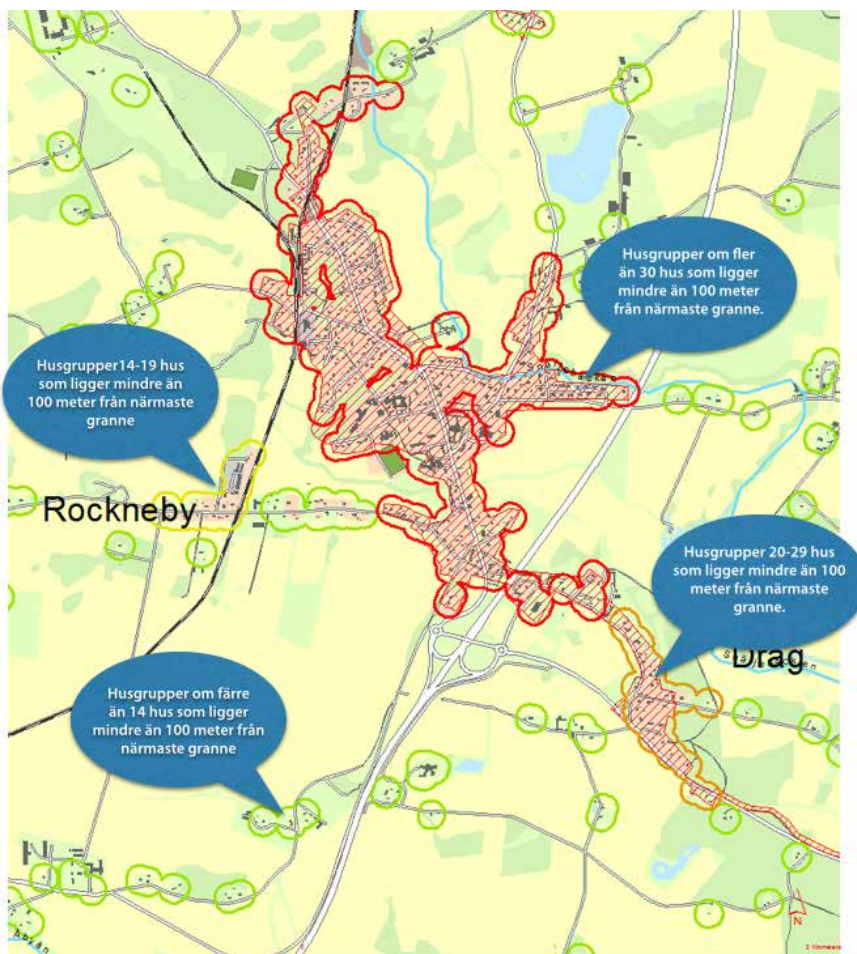 Husgrupper om fler
än 30 hus som ligger
mindre än 100 meter
från närmaste granne.
Husgrupper14-19 hus
som ligger mindre än
100 meter från närmaste
granne
Rockneby
Husgrupper 20-29 hus
som ligger mindre än 100
meter från närmaste
granne.
Drag
Husgrupper om färre
än 14 hus som ligger
mindre än 100 meter från
närmaste granne
N